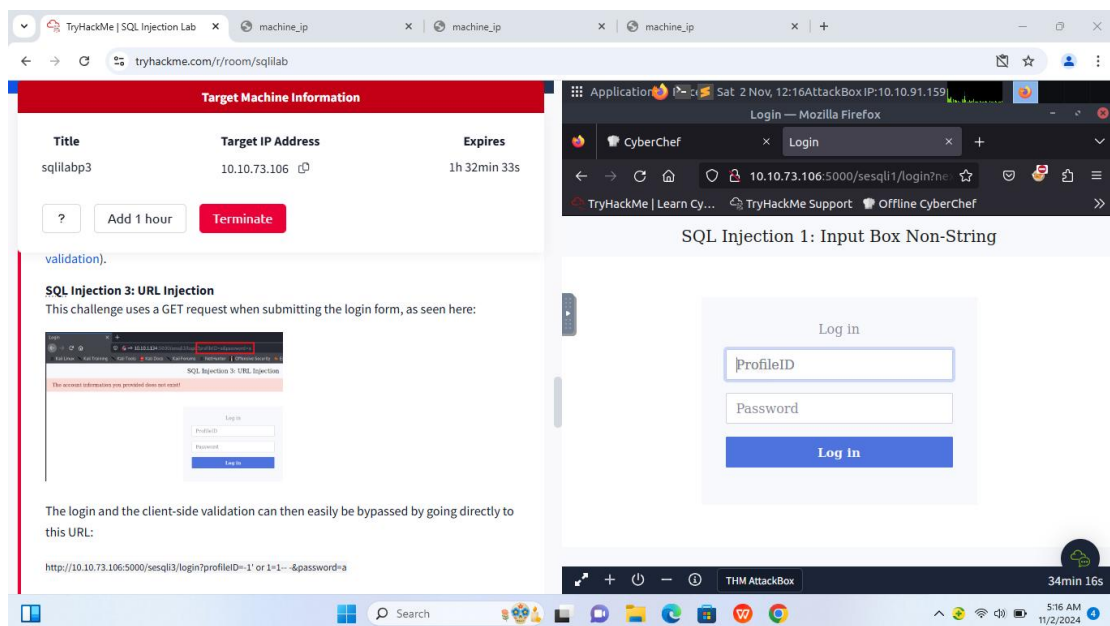 TryHackMe | SQL Injection Lab
machine_ip
machine_ip
machine_ip
tryhackme.com/r/room/sqlilab
Target Machine Information
Title Target IP Address Expires
sqlilabp3 10.10.73.106 1h 32min 33s
? Add 1 hour Terminate
validation).
SQL Injection 3: URL Injection
This challenge uses a GET request when submitting the login form, as seen here:
SQL Injection 3: URL Injection
The account information you provided does not exist!
Log in
ProfileID
Password
Log in
The login and the client-side validation can then easily be bypassed by going directly to
this URL:
http://10.10.73.106:5000/sesqli3/login?profileID=-1' or 1=1-- -&password=a
Application
Sat 2 Nov, 12:16 AttackBox IP:10.10.91.159
Login — Mozilla Firefox
CyberChef
Login
10.10.73.106:5000/sesqli1/login?ne
TryHackMe | Learn Cy...
TryHackMe Support
Offline CyberChef
SQL Injection 1: Input Box Non-String
Log in
ProfileID
Password
Log in
THM AttackBox
34min 16s
Search
5:16 AM
11/2/2024
4